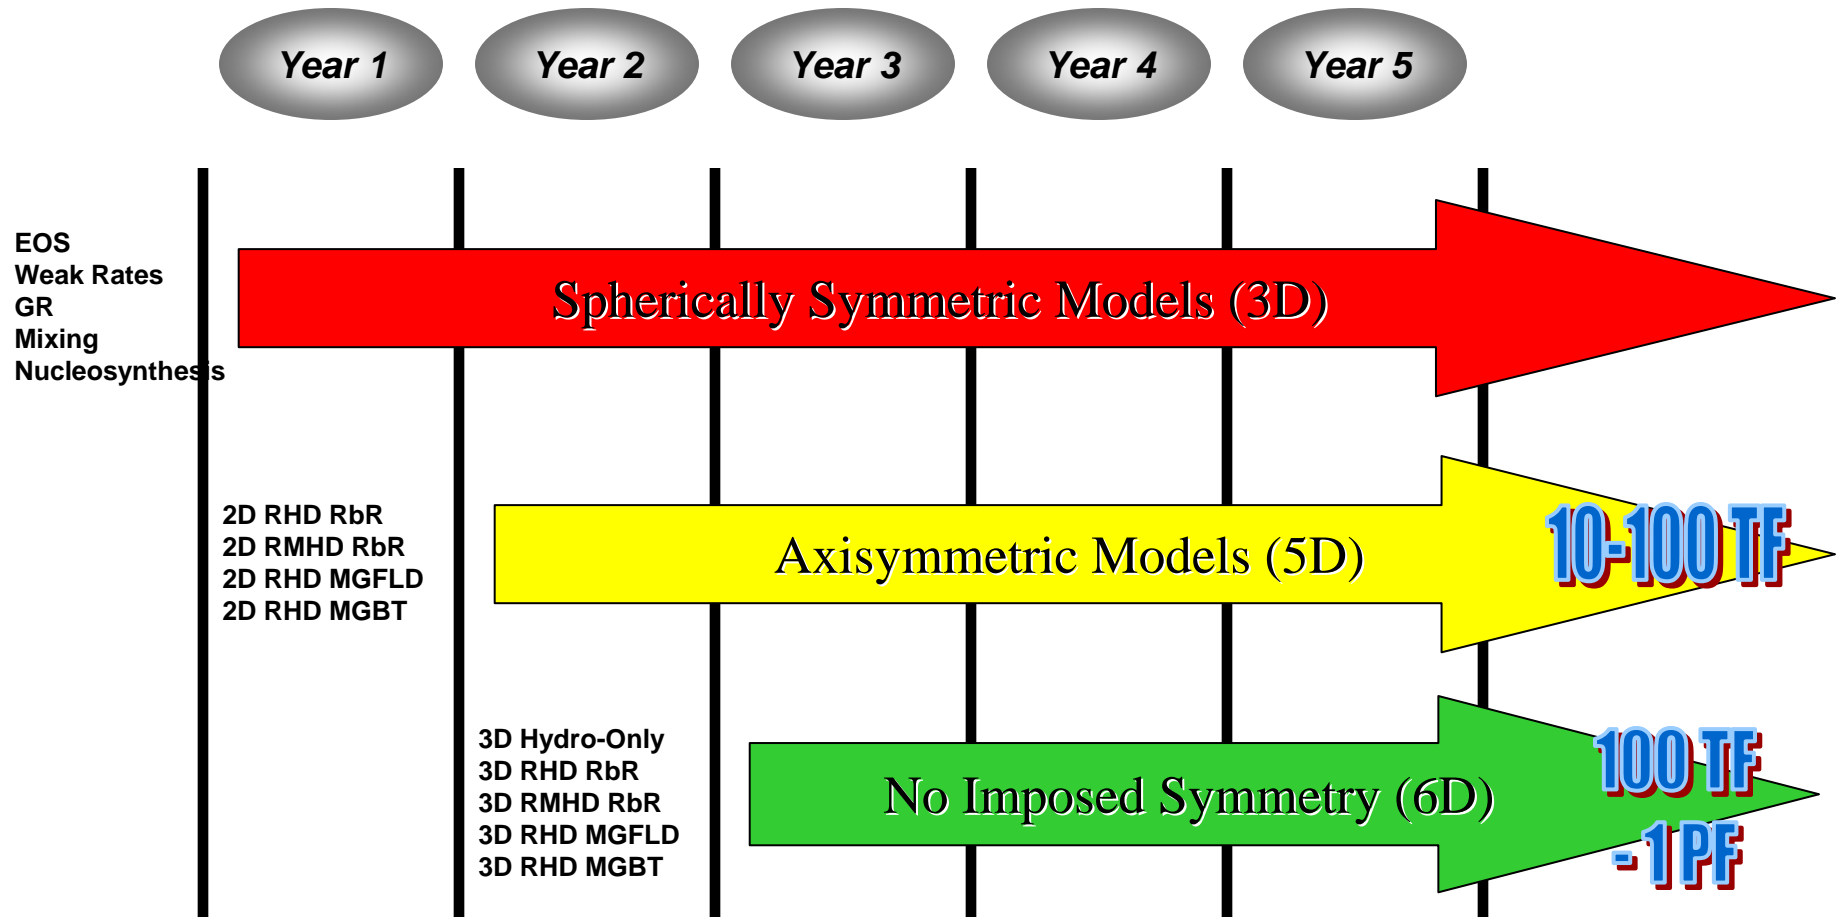 Year 1
Year 2
Year 3
Year 4
Year 5
EOS
Weak Rates
GR
Mixing
Nucleosynthesis
Spherically Symmetric Models (3D)
2D RHD RbR
2D RMHD RbR
2D RHD MGFLD
2D RHD MGBT
Axisymmetric Models (5D)
10-100 TF
3D Hydro-Only
3D RHD RbR
3D RMHD RbR
3D RHD MGFLD
3D RHD MGBT
No Imposed Symmetry (6D)
100 TF
- 1 PF